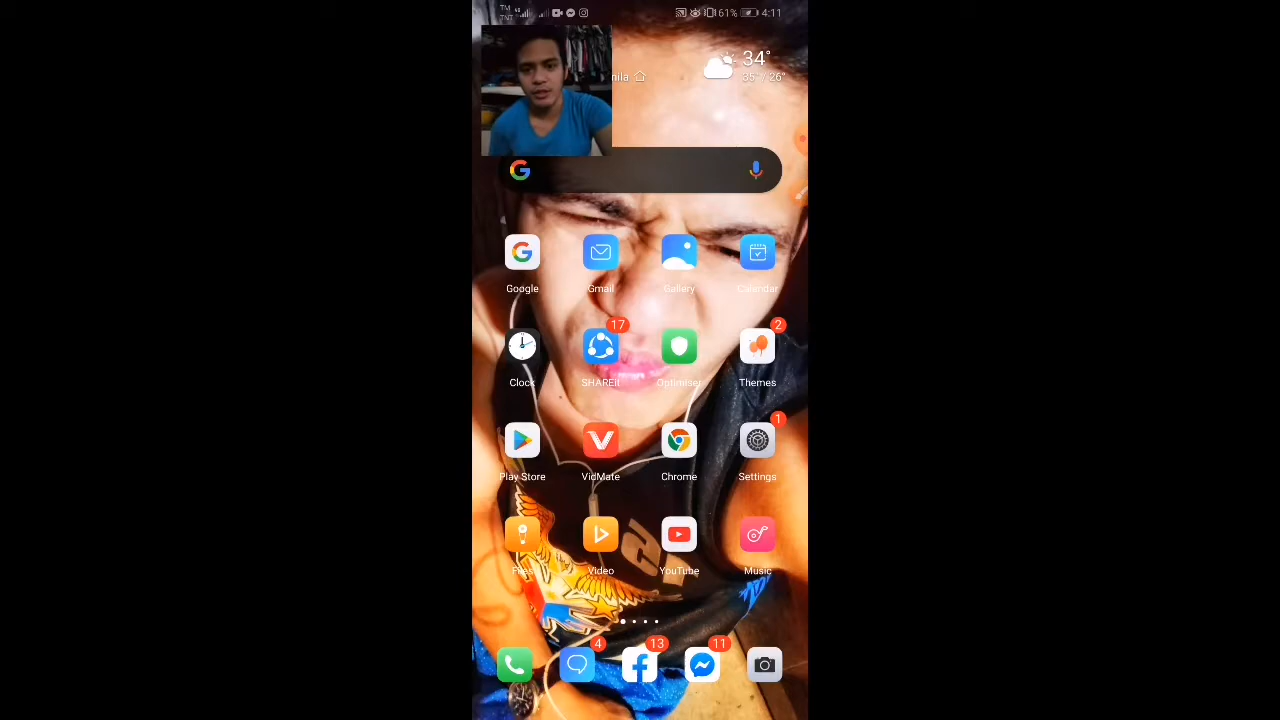 TM
TNT
61% 4:11
34°
nila
35° / 26°
Google Gmail Gallery Calendar
17 2
Clock SHAREit Optimiser Themes
1
Play Store VidMate Chrome Settings
Files Video YouTube Music
4 13 11